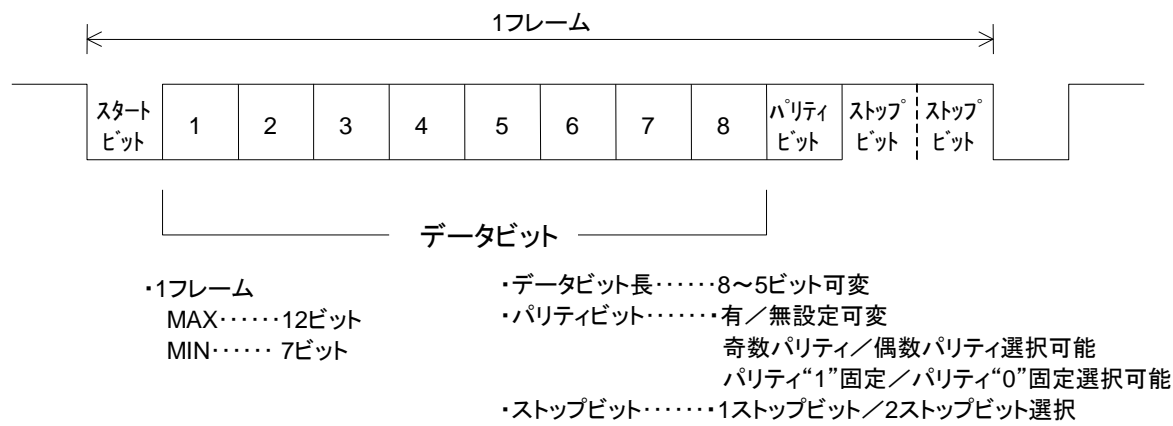 1フレーム
スタート
ビット
1 2 3 4 5 6 7 8
パリティ
ビット
ストップ
ビット
ストップ
ビット
データビット
・1フレーム
MAX‥‥‥12ビット
MIN‥‥‥ 7ビット
・データビット長‥‥‥8～5ビット可変
・パリティビット‥‥‥・有／無設定可変
奇数パリティ／偶数パリティ選択可能
パリティ“1”固定／パリティ“0”固定選択可能
・ストップビット‥‥‥・1ストップビット／2ストップビット選択